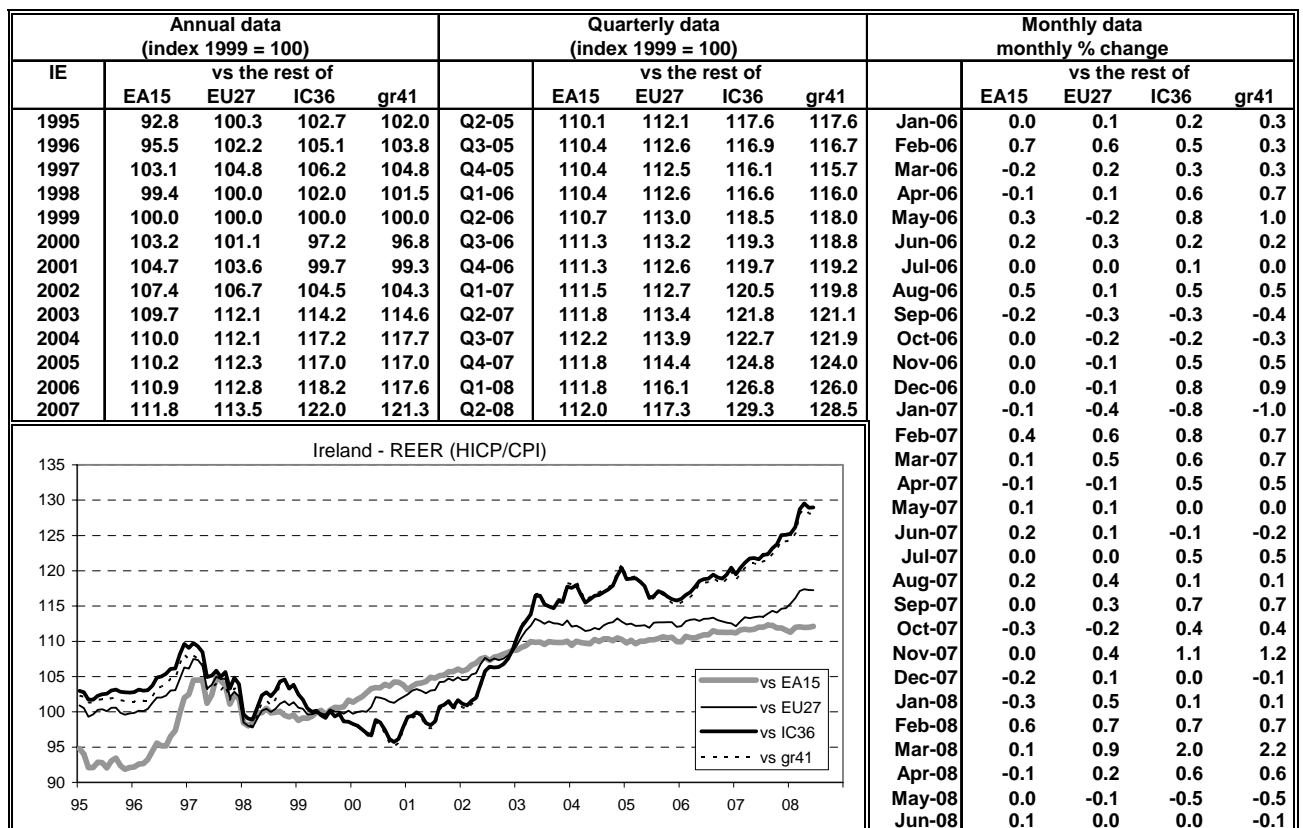 Annual data Quarterly data Monthly data
(index 1999 = 100) (index 1999 = 100) monthly % change
IE vs the rest of vs the rest of vs the rest of
EA15 EU27 IC36 gr41 EA15 EU27 IC36 gr41 EA15 EU27 IC36 gr41
1995 92.8 100.3 102.7 102.0 Q2-05 110.1 112.1 117.6 117.6 Jan-06 0.0 0.1 0.2 0.3
1996 95.5 102.2 105.1 103.8 Q3-05 110.4 112.6 116.9 116.7 Feb-06 0.7 0.6 0.5 0.3
1997 103.1 104.8 106.2 104.8 Q4-05 110.4 112.5 116.1 115.7 Mar-06 -0.2 0.2 0.3 0.3
1998 99.4 100.0 102.0 101.5 Q1-06 110.4 112.6 116.6 116.0 Apr-06 -0.1 0.1 0.6 0.7
1999 100.0 100.0 100.0 100.0 Q2-06 110.7 113.0 118.5 118.0 May-06 0.3 -0.2 0.8 1.0
2000 103.2 101.1 97.2 96.8 Q3-06 111.3 113.2 119.3 118.8 Jun-06 0.2 0.3 0.2 0.2
2001 104.7 103.6 99.7 99.3 Q4-06 111.3 112.6 119.7 119.2 Jul-06 0.0 0.0 0.1 0.0
2002 107.4 106.7 104.5 104.3 Q1-07 111.5 112.7 120.5 119.8 Aug-06 0.5 0.1 0.5 0.5
2003 109.7 112.1 114.2 114.6 Q2-07 111.8 113.4 121.8 121.1 Sep-06 -0.2 -0.3 -0.3 -0.4
2004 110.0 112.1 117.2 117.7 Q3-07 112.2 113.9 122.7 121.9 Oct-06 0.0 -0.2 -0.2 -0.3
2005 110.2 112.3 117.0 117.0 Q4-07 111.8 114.4 124.8 124.0 Nov-06 0.0 -0.1 0.5 0.5
2006 110.9 112.8 118.2 117.6 Q1-08 111.8 116.1 126.8 126.0 Dec-06 0.0 -0.1 0.8 0.9
2007 111.8 113.5 122.0 121.3 Q2-08 112.0 117.3 129.3 128.5 Jan-07 -0.1 -0.4 -0.8 -1.0
Feb-07 0.4 0.6 0.8 0.7
Mar-07 0.1 0.5 0.6 0.7
Apr-07 -0.1 -0.1 0.5 0.5
May-07 0.1 0.1 0.0 0.0
Jun-07 0.2 0.1 -0.1 -0.2
Jul-07 0.0 0.0 0.5 0.5
Aug-07 0.2 0.4 0.1 0.1
Sep-07 0.0 0.3 0.7 0.7
Oct-07 -0.3 -0.2 0.4 0.4
Nov-07 0.0 0.4 1.1 1.2
Dec-07 -0.2 0.1 0.0 -0.1
Jan-08 -0.3 0.5 0.1 0.1
Feb-08 0.6 0.7 0.7 0.7
Mar-08 0.1 0.9 2.0 2.2
Apr-08 -0.1 0.2 0.6 0.6
May-08 0.0 -0.1 -0.5 -0.5
Jun-08 0.1 0.0 0.0 -0.1
Ireland - REER (HICP/CPI)
135
130
125
120
115
110
105
100
95
90
vs EA15
vs EU27
vs IC36
vs gr41
95 96 97 98 99 00 01 02 03 04 05 06 07 08